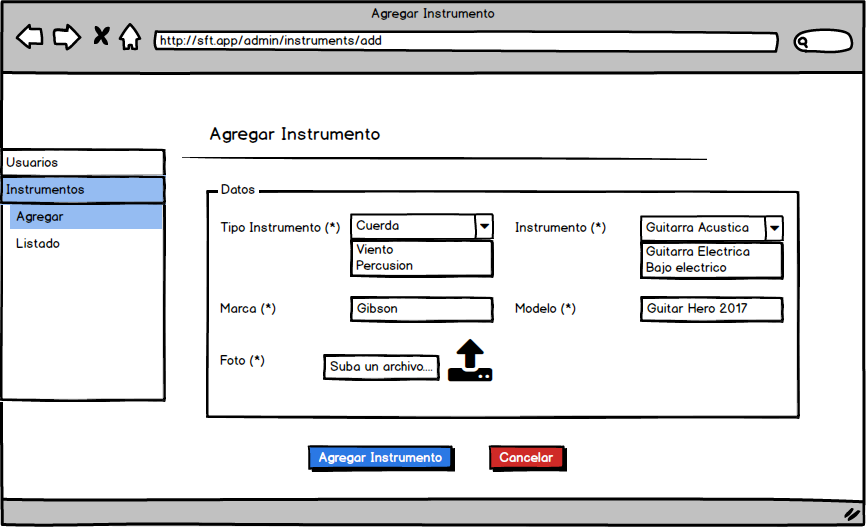 Agregar Instrumento
http://sft.app/admin/instruments/add
Agregar Instrumento
Usuarios
Instrumentos
Agregar
Listado
Datos
Tipo Instrumento (*)
Cuerda
Viento
Percusion
Instrumento (*)
Guitarra Acustica
Guitarra Electrica
Bajo electrico
Marca (*)
Gibson
Modelo (*)
Guitar Hero 2017
Foto (*)
Suba un archivo....
Agregar Instrumento
Cancelar